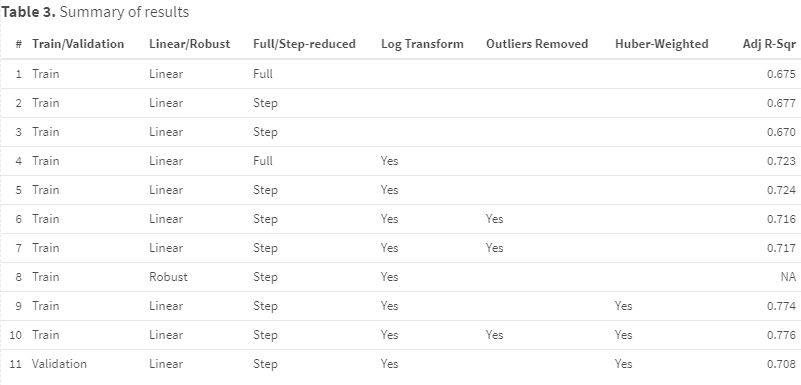 Table 3. Summary of results
# Train/Validation Linear/Robust Full/Step-reduced Log Transform Outliers Removed Huber-Weighted Adj R-Sqr
1 Train Linear Full 0.675
2 Train Linear Step 0.677
3 Train Linear Step 0.670
4 Train Linear Full Yes 0.723
5 Train Linear Step Yes 0.724
6 Train Linear Step Yes Yes 0.716
7 Train Linear Step Yes Yes 0.717
8 Train Robust Step Yes NA
9 Train Linear Step Yes Yes 0.774
10 Train Linear Step Yes Yes Yes 0.776
11 Validation Linear Step Yes Yes 0.708